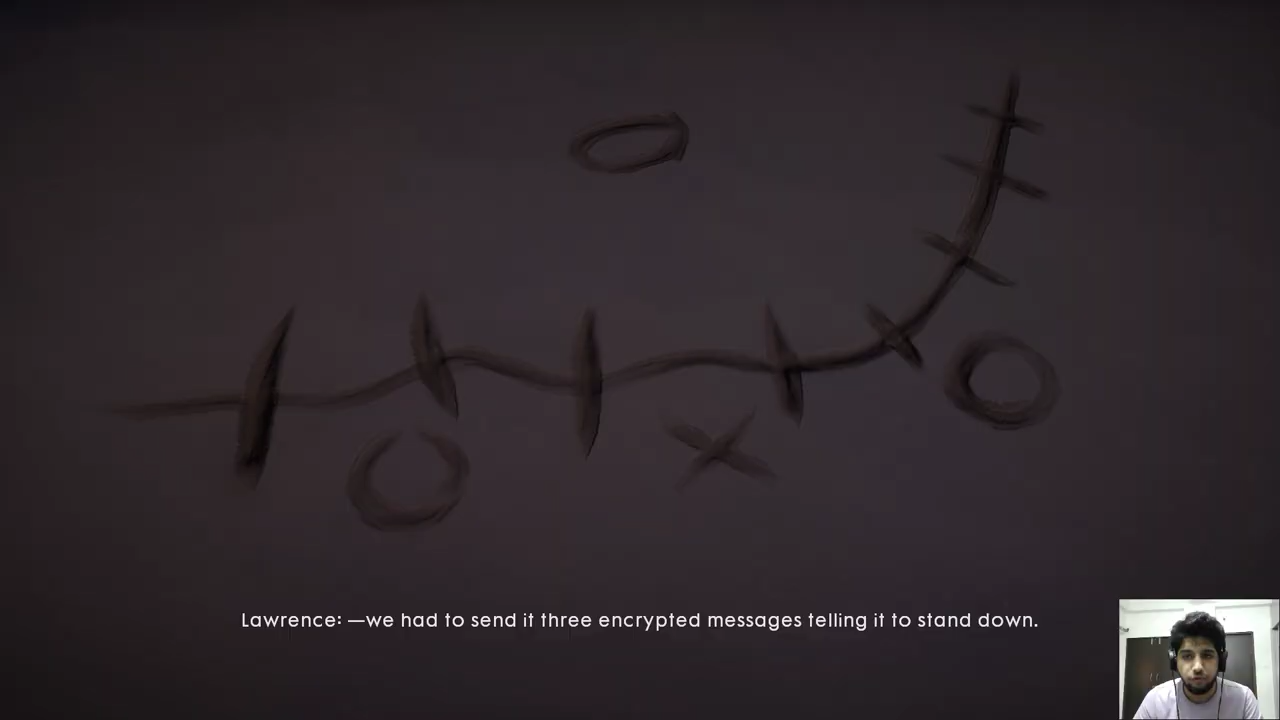 Lawrence: —we had to send it three encrypted messages telling it to stand down.